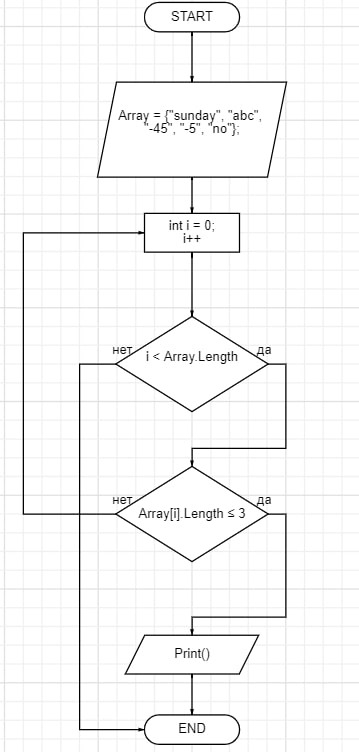 START
Array = {"sunday", "abc",
"-45", "-5", "no"};
int i = 0;
i++
нет
i < Array.Length
да
нет
Array[i].Length ≤ 3
да
Print()
END